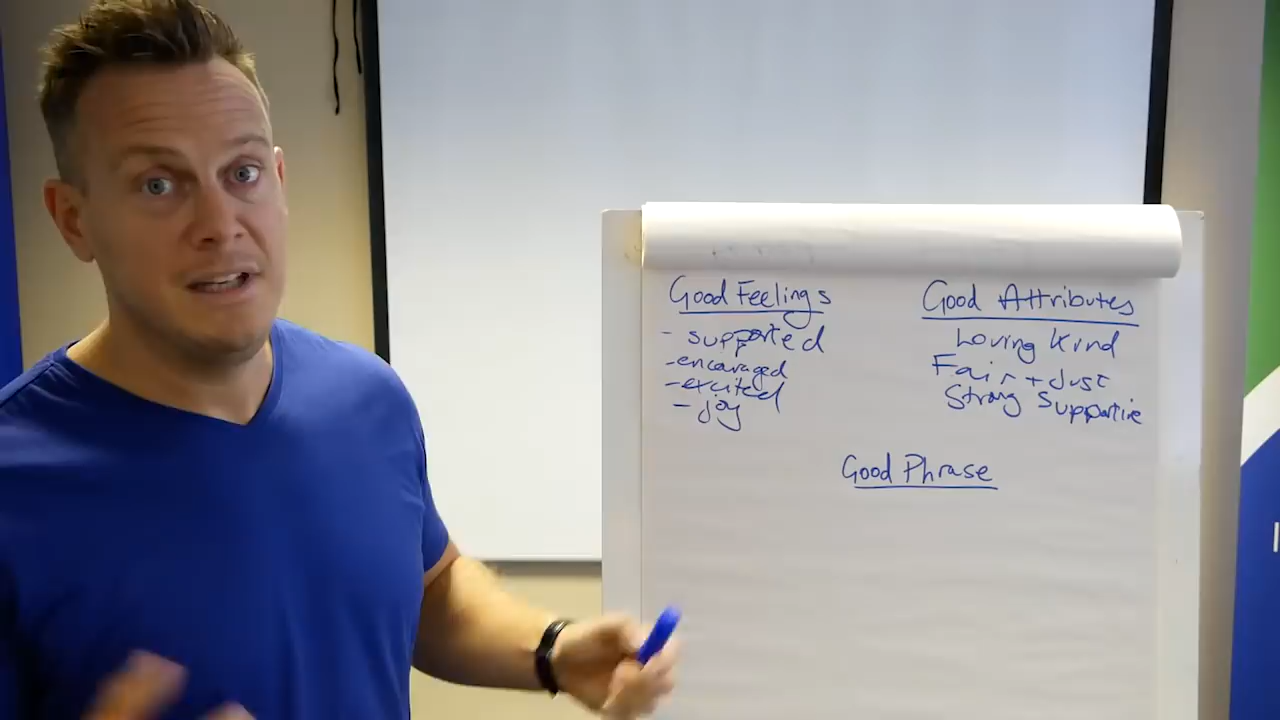 Good Feelings
- supported
- encouraged
- excited
- joy
Good Attributes
Loving Kind
Fair + Just
Strong Supportive
Good Phrase